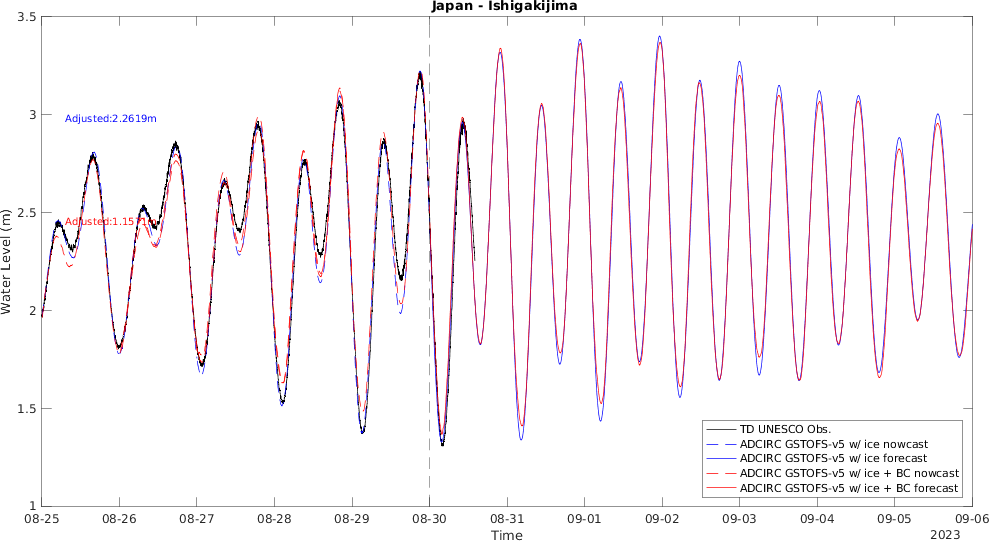 Japan - Ishigakijima
3.5
3
2.5
2
1.5
1
Water Level (m)
Adjusted:2.2619m
Adjusted:1.157
TD UNESCO Obs.
ADCIRC GSTOFS-v5 w/ ice nowcast
ADCIRC GSTOFS-v5 w/ ice forecast
ADCIRC GSTOFS-v5 w/ ice + BC nowcast
ADCIRC GSTOFS-v5 w/ ice + BC forecast
08-25 08-26 08-27 08-28 08-29 08-30 08-31 09-01 09-02 09-03 09-04 09-05 09-06
Time
2023